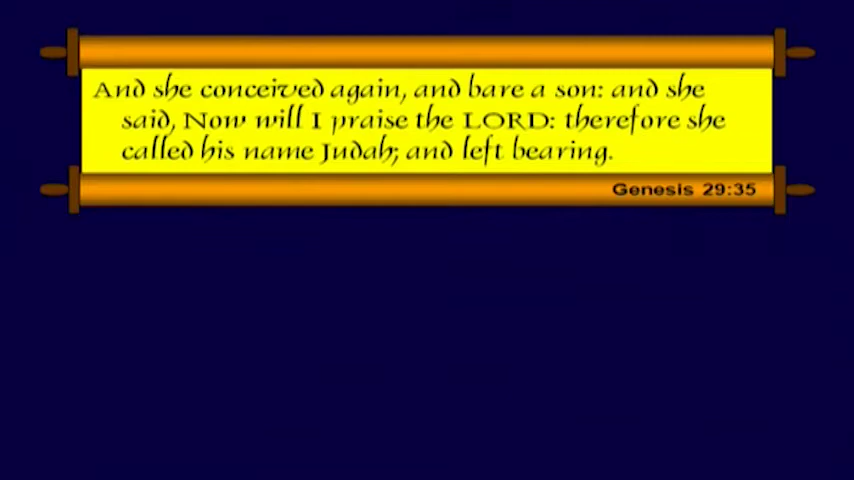 And she conceived again, and bare a son: and she
said, Now will I praise the LORD: therefore she
called his name Judah; and left bearing.
Genesis 29:35